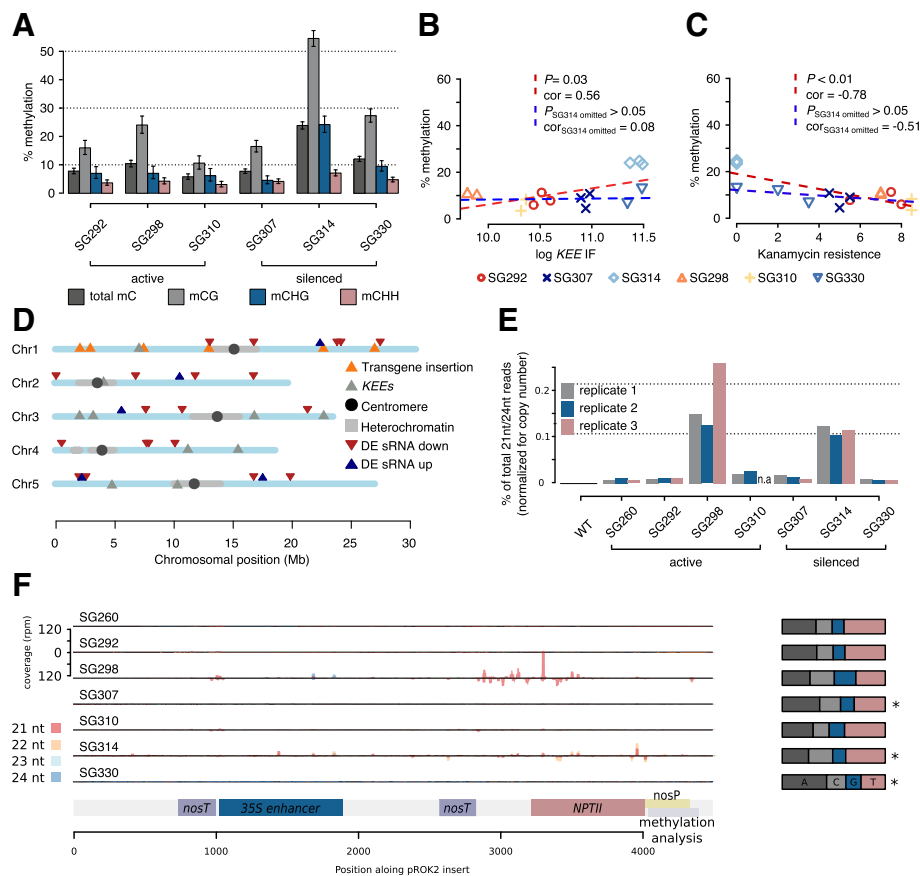 A
% methylation
50
40
30
20
10
0
SG292
SG298
SG310
SG307
SG314
SG330
active
silenced
total mC
mCG
mCHG
mCHH
B
% methylation
60
40
20
0
P = 0.03
cor = 0.56
PSG314 omitted > 0.05
corSG314 omitted = 0.08
10.0
10.5
11.0
11.5
log KEE IF
C
% methylation
60
40
20
0
P < 0.01
cor = -0.78
PSG314 omitted > 0.05
corSG314 omitted = -0.51
0
2
4
6
8
Kanamycin resistence
SG292
SG307
SG314
SG298
SG310
SG330
D
Chr1
Chr2
Chr3
Chr4
Chr5
Transgene insertion
KEEs
Centromere
Heterochromatin
DE sRNA down
DE sRNA up
0
5
10
15
20
25
30
Chromosomal position (Mb)
E
% of total 21nt/24nt reads
(normalized for copy number)
0.2
0.1
0
replicate 1
replicate 2
replicate 3
n.a
WT
SG260
SG292
SG298
SG310
SG307
SG314
SG330
active
silenced
F
coverage (rpm)
120
0
120
SG260
SG292
SG298
SG307
SG310
SG314
SG330
21 nt
22 nt
23 nt
24 nt
*
*
A C G T *
nosT
35S enhancer
nosT
NPTII
nosP
methylation
analysis
0
1000
2000
3000
4000
Position aloing pROK2 insert